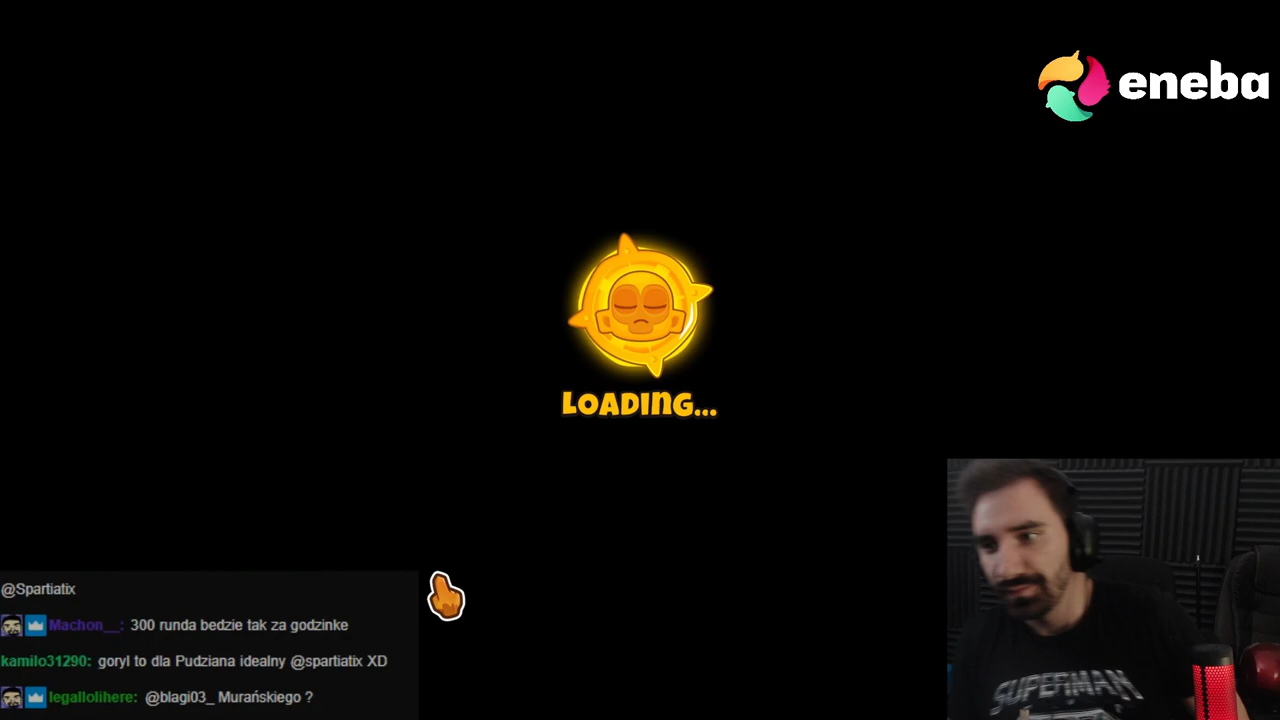 eneba
LOADING...
@Spartiatix
Machon__: 300 runda bedzie tak za godzinke
kamilo31290: goryl to dla Pudziana idealny @spartiatix XD
legallolihere: @blagi03_ Murańskiego ?
SUPERMAN